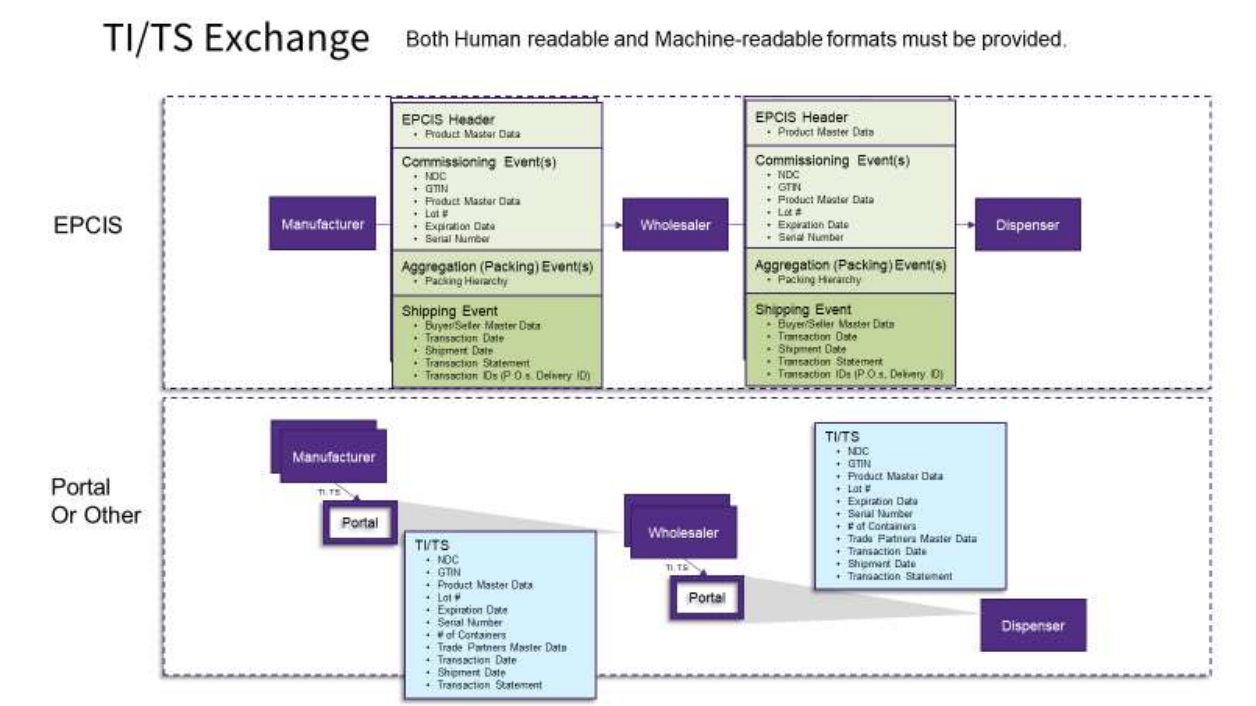 TI/TS Exchange
Both Human readable and Machine-readable formats must be provided.
EPCIS
Manufacturer
EPCIS Header
• Product Master Data
Commissioning Event(s)
• NDC
• GTIN
• Product Master Data
• Lot #
• Expiration Date
• Serial Number
Aggregation (Packing) Event(s)
• Packing Hierarchy
Shipping Event
• Buyer/Seller Master Data
• Transaction Date
• Shipment Date
• Transaction Statement
• Transaction IDs (P.O.s, Delivery ID)
Wholesaler
EPCIS Header
• Product Master Data
Commissioning Event(s)
• NDC
• GTIN
• Product Master Data
• Lot #
• Expiration Date
• Serial Number
Aggregation (Packing) Event(s)
• Packing Hierarchy
Shipping Event
• Buyer/Seller Master Data
• Transaction Date
• Shipment Date
• Transaction Statement
• Transaction IDs (P.O.s, Delivery ID)
Dispenser
Portal
Or Other
Manufacturer
TI, TS
Portal
TI/TS
• NDC
• GTIN
• Product Master Data
• Lot #
• Expiration Date
• Serial Number
• # of Containers
• Trade Partners Master Data
• Transaction Date
• Shipment Date
• Transaction Statement
Wholesaler
TI, TS
Portal
TI/TS
• NDC
• GTIN
• Product Master Data
• Lot #
• Expiration Date
• Serial Number
• # of Containers
• Trade Partners Master Data
• Transaction Date
• Shipment Date
• Transaction Statement
Dispenser